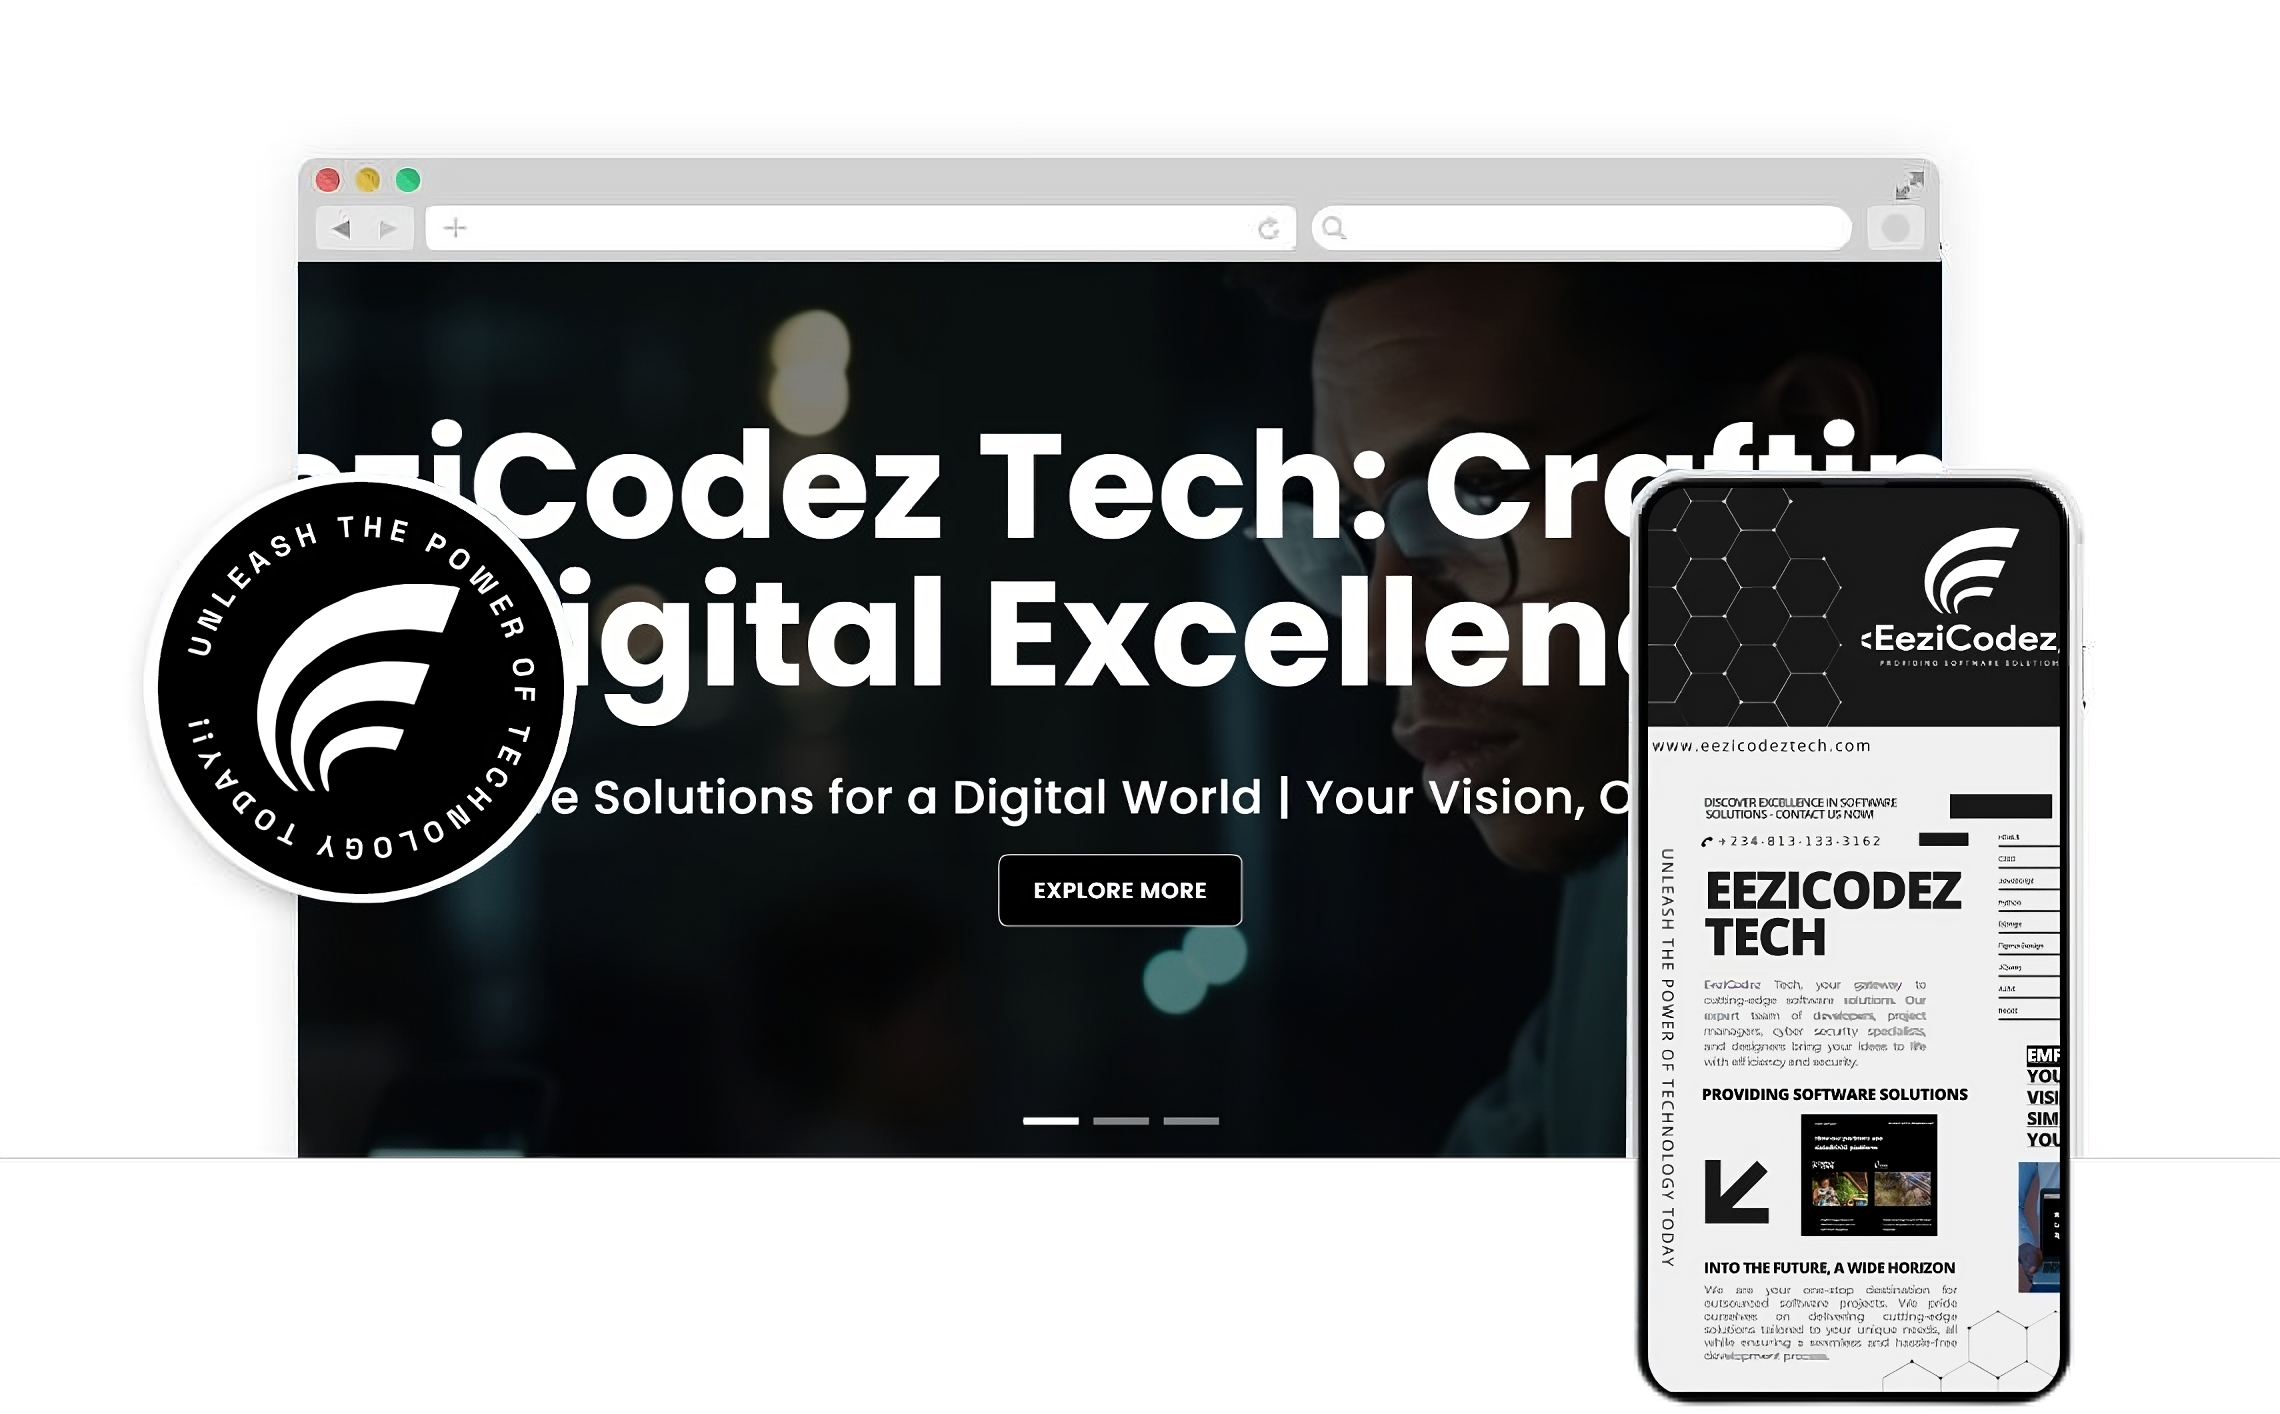 eziCodez Tech: Craftin
igital Excellenc
e Solutions for a Digital World | Your Vision, O
EXPLORE MORE
UNLEASH THE POWER OF TECHNOLOGY TODAY!!
<EeziCodez
PROVIDING SOFTWARE SOLUTION
www.eezicodeztech.com
DISCOVER EXCELLENCE IN SOFTWARE
SOLUTIONS - CONTACT US NOW!
+234-813-133-3162
UNLEASH THE POWER OF TECHNOLOGY TODAY
EEZICODEZ
TECH
EeziCodez Tech, your gateway to
cutting-edge software solutions. Our
expert team of developers, project
managers, cyber security specialists,
and designers bring your ideas to life
with efficiency and security.
PROVIDING SOFTWARE SOLUTIONS
INTO THE FUTURE, A WIDE HORIZON
We are your one-stop destination for
outsourced software projects. We pride
ourselves on delivering cutting-edge
solutions tailored to your unique needs, all
while ensuring a seamless and hassle-free
development process.
JavaScript
Python
Django
Figma Design
JQuery
EMP
YOU
VISI
SIM
YOU